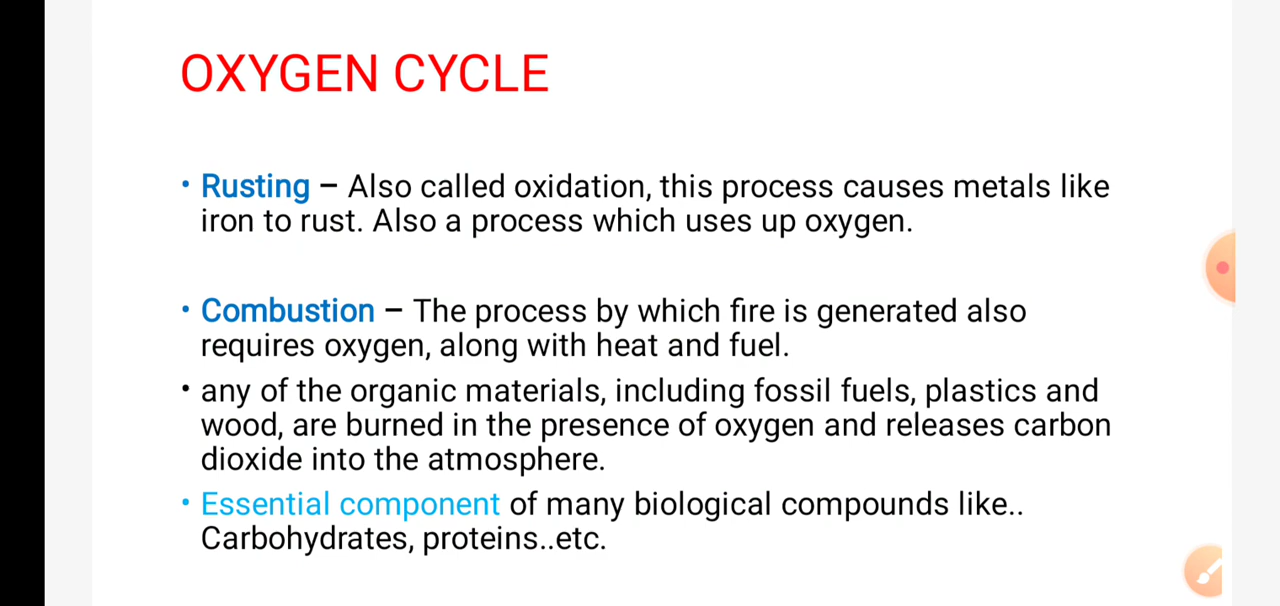 OXYGEN CYCLE
• Rusting – Also called oxidation, this process causes metals like
iron to rust. Also a process which uses up oxygen.
• Combustion – The process by which fire is generated also
requires oxygen, along with heat and fuel.
• any of the organic materials, including fossil fuels, plastics and
wood, are burned in the presence of oxygen and releases carbon
dioxide into the atmosphere.
• Essential component of many biological compounds like..
Carbohydrates, proteins..etc.